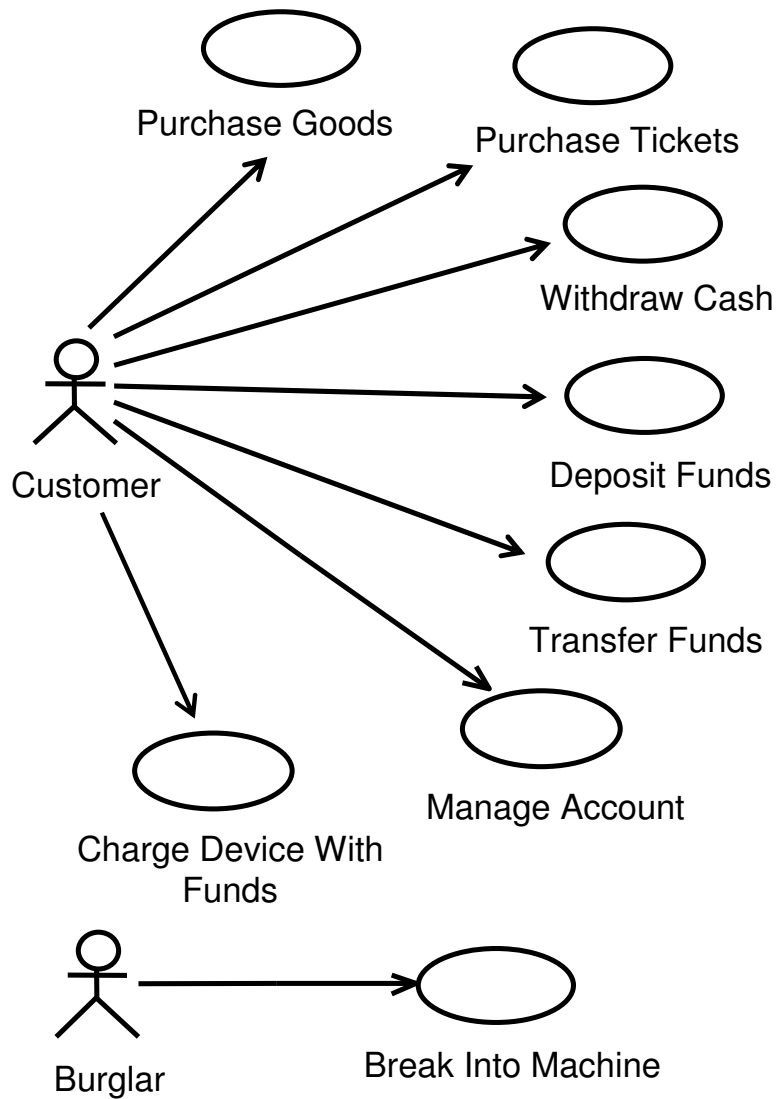 Purchase Goods
Purchase Tickets
Withdraw Cash
Deposit Funds
Customer
Transfer Funds
Manage Account
Charge Device With
Funds
Break Into Machine
Burglar